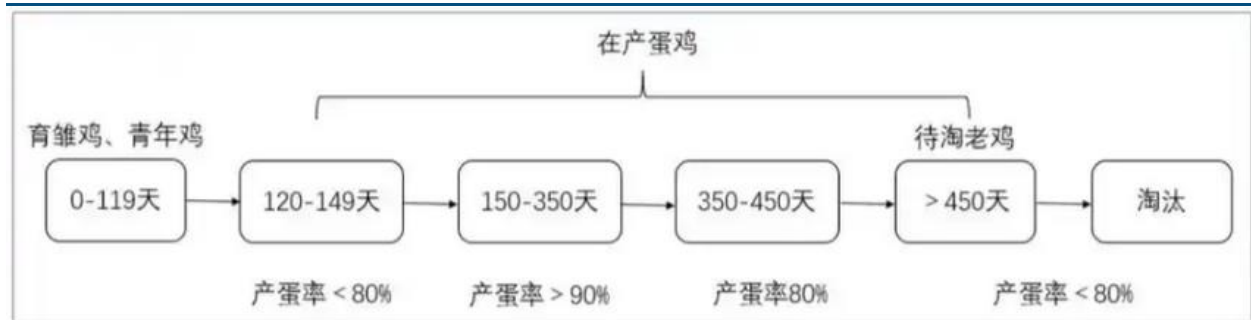 在产蛋鸡
育雏鸡、青年鸡
待淘老鸡
0-119天
120-149天
150-350天
350-450天
>450天
淘汰
产蛋率<80%
产蛋率>90%
产蛋率80%
产蛋率<80%